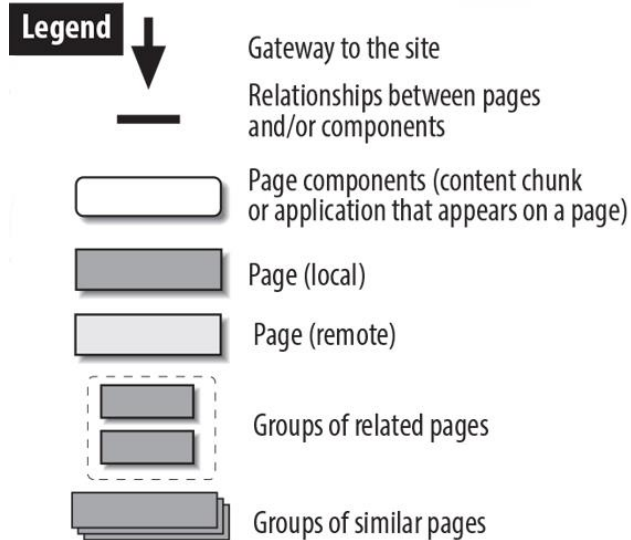 Legend
Gateway to the site
Relationships between pages
and/or components
Page components (content chunk
or application that appears on a page)
Page (local)
Page (remote)
Groups of related pages
Groups of similar pages